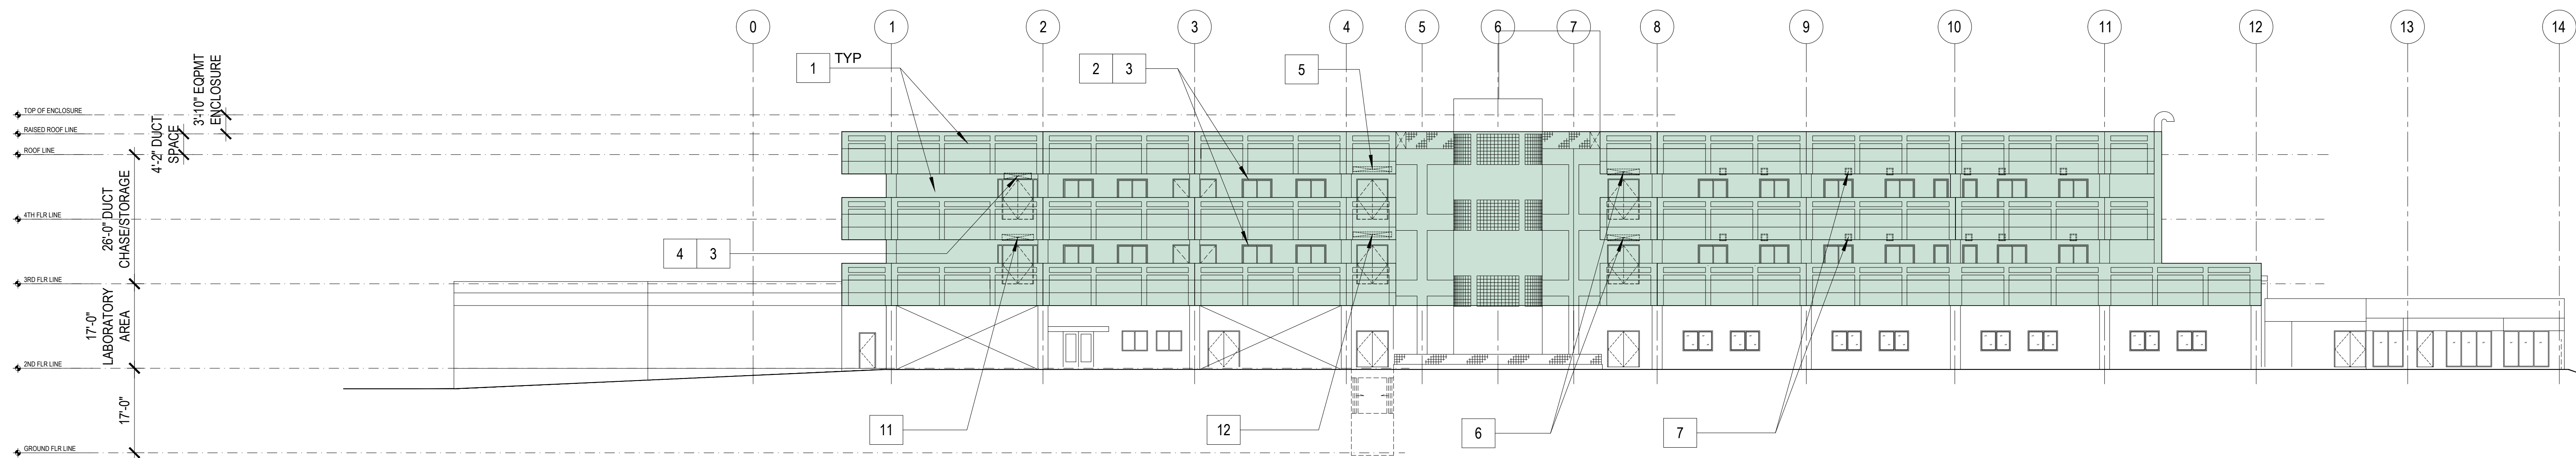 0
1
2
3
4
5
6
7
8
9
10
11
12
13
14
1
TYP
2
3
5
TOP OF ENCLOSURE
RAISED ROOF LINE
ROOF LINE
3'-10" EQPMT
ENCLOSURE
4'-2" DUCT
SPACE
4TH FLR LINE
26'-0" DUCT
CHASE/STORAGE
4
3
3RD FLR LINE
17'-0"
LABORATORY
AREA
2ND FLR LINE
17'-0"
11
12
6
7
GROUND FLR LINE